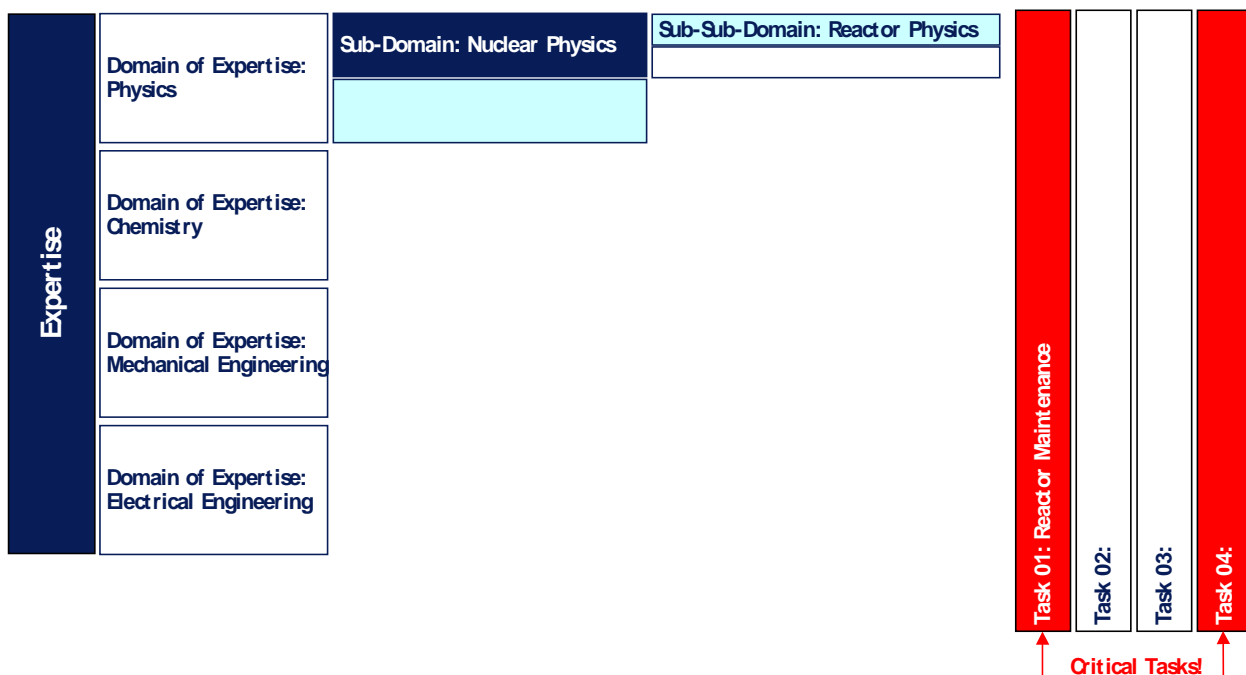 Expertise
Domain of Expertise:
Physics
Sub-Domain: Nuclear Physics
Sub-Sub-Domain: Reactor Physics
Domain of Expertise:
Chemistry
Domain of Expertise:
Mechanical Engineering
Domain of Expertise:
Electrical Engineering
Task 01: Reactor Maintenance
Task 02:
Task 03:
Task 04:
Critical Tasks!